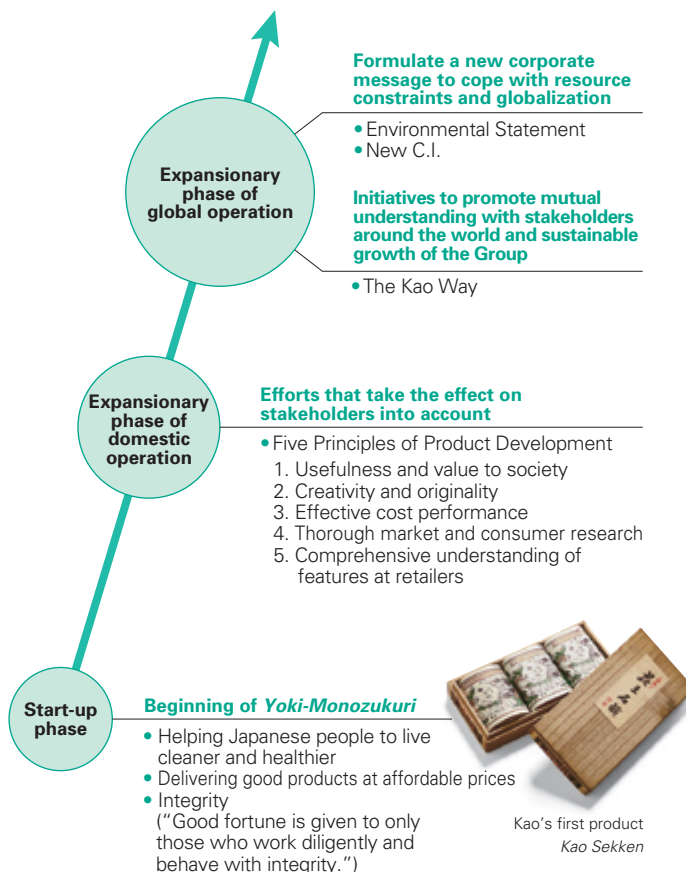 Formulate a new corporate
message to cope with resource
constraints and globalization
• Environmental Statement
• New C.I.
Expansionary
phase of
global operation
Initiatives to promote mutual
understanding with stakeholders
around the world and sustainable
growth of the Group
• The Kao Way
Expansionary
phase of
domestic
operation
Efforts that take the effect on
stakeholders into account
• Five Principles of Product Development
1. Usefulness and value to society
2. Creativity and originality
3. Effective cost performance
4. Thorough market and consumer research
5. Comprehensive understanding of
features at retailers
Start-up
phase
Beginning of Yoki-Monozukuri
• Helping Japanese people to live
cleaner and healthier
• Delivering good products at affordable prices
• Integrity
(“Good fortune is given to only
those who work diligently and
behave with integrity.”)
Kao’s first product
Kao Sekken